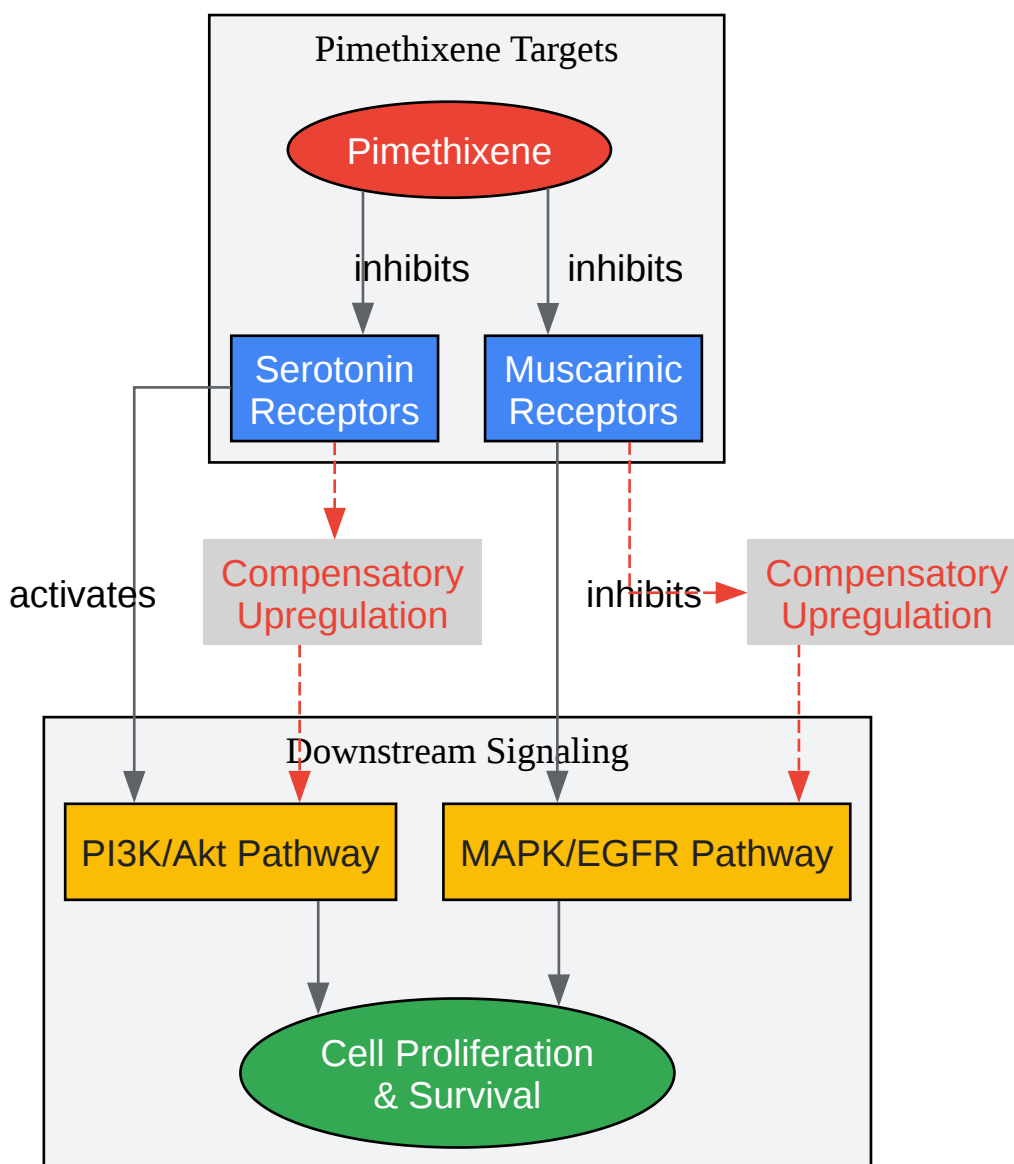 Pimethixene Targets
Pimethixene
inhibits
inhibits
Serotonin
Receptors
Muscarinic
Receptors
activates
Compensatory
Upregulation
inhibits
Compensatory
Upregulation
Downstream Signaling
PI3K/Akt Pathway
MAPK/EGFR Pathway
Cell Proliferation
& Survival